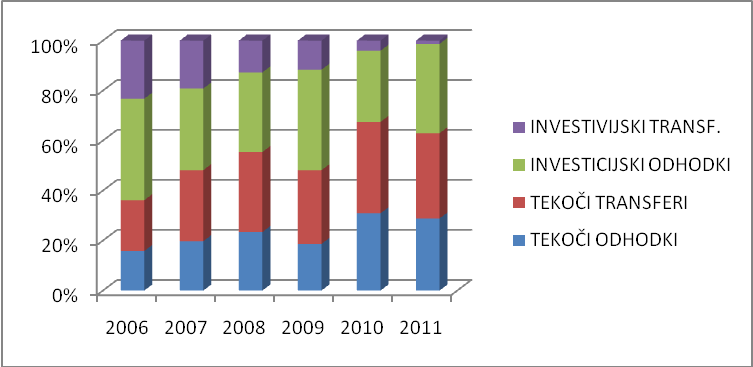 100%
80%
60%
40%
20%
0%
2006 2007 2008 2009 2010 2011
INVESTIVIJSKI TRANSF.
INVESTICIJSKI ODHODKI
TEKOČI TRANSFERI
TEKOČI ODHODKI